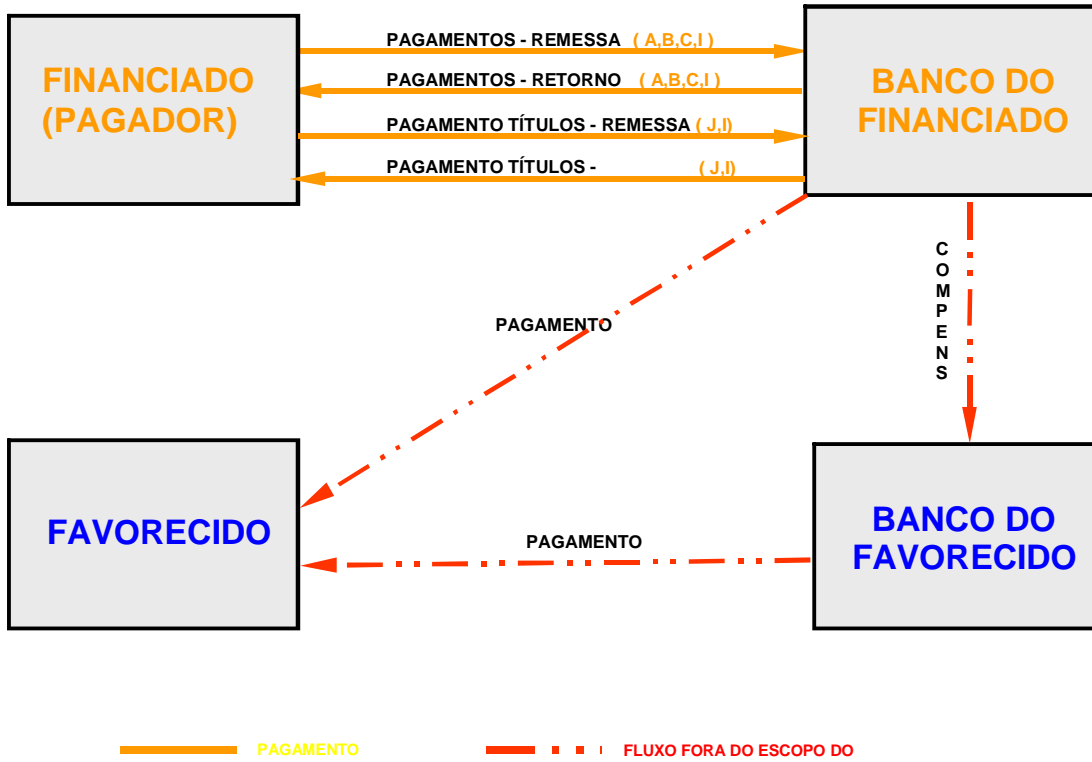 PAGAMENTOS - REMESSA ( A,B,C,I )
PAGAMENTOS - RETORNO ( A,B,C,I )
PAGAMENTO TÍTULOS - REMESSA ( J,I)
PAGAMENTO TÍTULOS - ( J,I)
FINANCIADO
(PAGADOR)
BANCO DO
FINANCIADO
C
O
M
P
E
N
S
PAGAMENTO
FAVORECIDO
PAGAMENTO
BANCO DO
FAVORECIDO
PAGAMENTO
FLUXO FORA DO ESCOPO DO